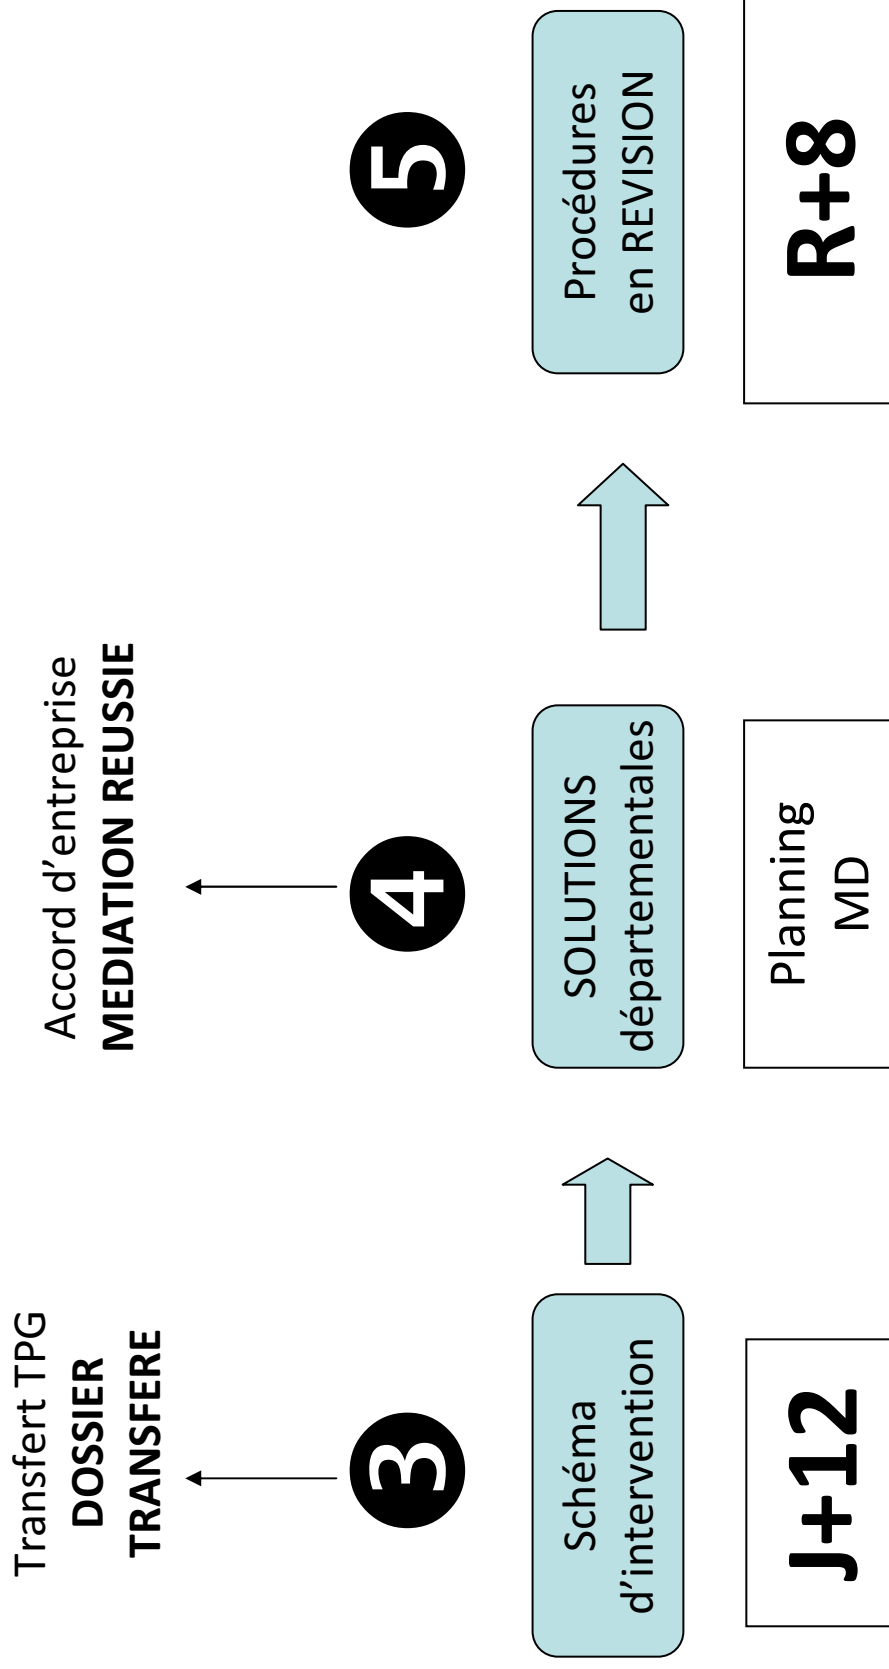 Transfert TPG
DOSSIER
TRANSFERE
3
Schéma
d’intervention
J+12
Accord d’entreprise
MEDIATION REUSSIE
4
SOLUTIONS
départementales
Planning
MD
5
Procédures
en REVISION
R+8